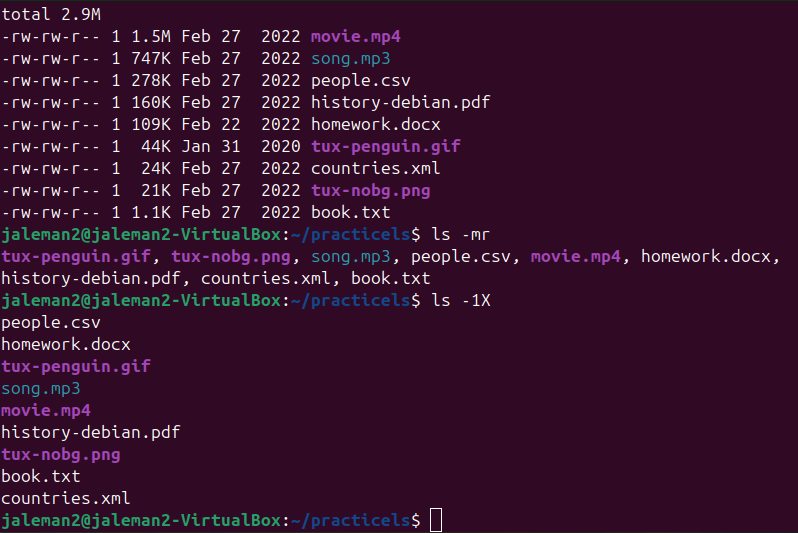 total 2.9M
-rw-rw-r-- 1 1.5M Feb 27  2022 movie.mp4
-rw-rw-r-- 1 747K Feb 27  2022 song.mp3
-rw-rw-r-- 1 278K Feb 27  2022 people.csv
-rw-rw-r-- 1 160K Feb 27  2022 history-debian.pdf
-rw-rw-r-- 1 109K Feb 22  2022 homework.docx
-rw-rw-r-- 1  44K Jan 31  2020 tux-penguin.gif
-rw-rw-r-- 1  24K Feb 27  2022 countries.xml
-rw-rw-r-- 1  21K Feb 27  2022 tux-nobg.png
-rw-rw-r-- 1 1.1K Feb 27  2022 book.txt
jaleman2@jaleman2-VirtualBox:~/practicels$ ls -mr
tux-penguin.gif, tux-nobg.png, song.mp3, people.csv, movie.mp4, homework.docx,
history-debian.pdf, countries.xml, book.txt
jaleman2@jaleman2-VirtualBox:~/practicels$ ls -1X
people.csv
homework.docx
tux-penguin.gif
song.mp3
movie.mp4
history-debian.pdf
tux-nobg.png
book.txt
countries.xml
jaleman2@jaleman2-VirtualBox:~/practicels$